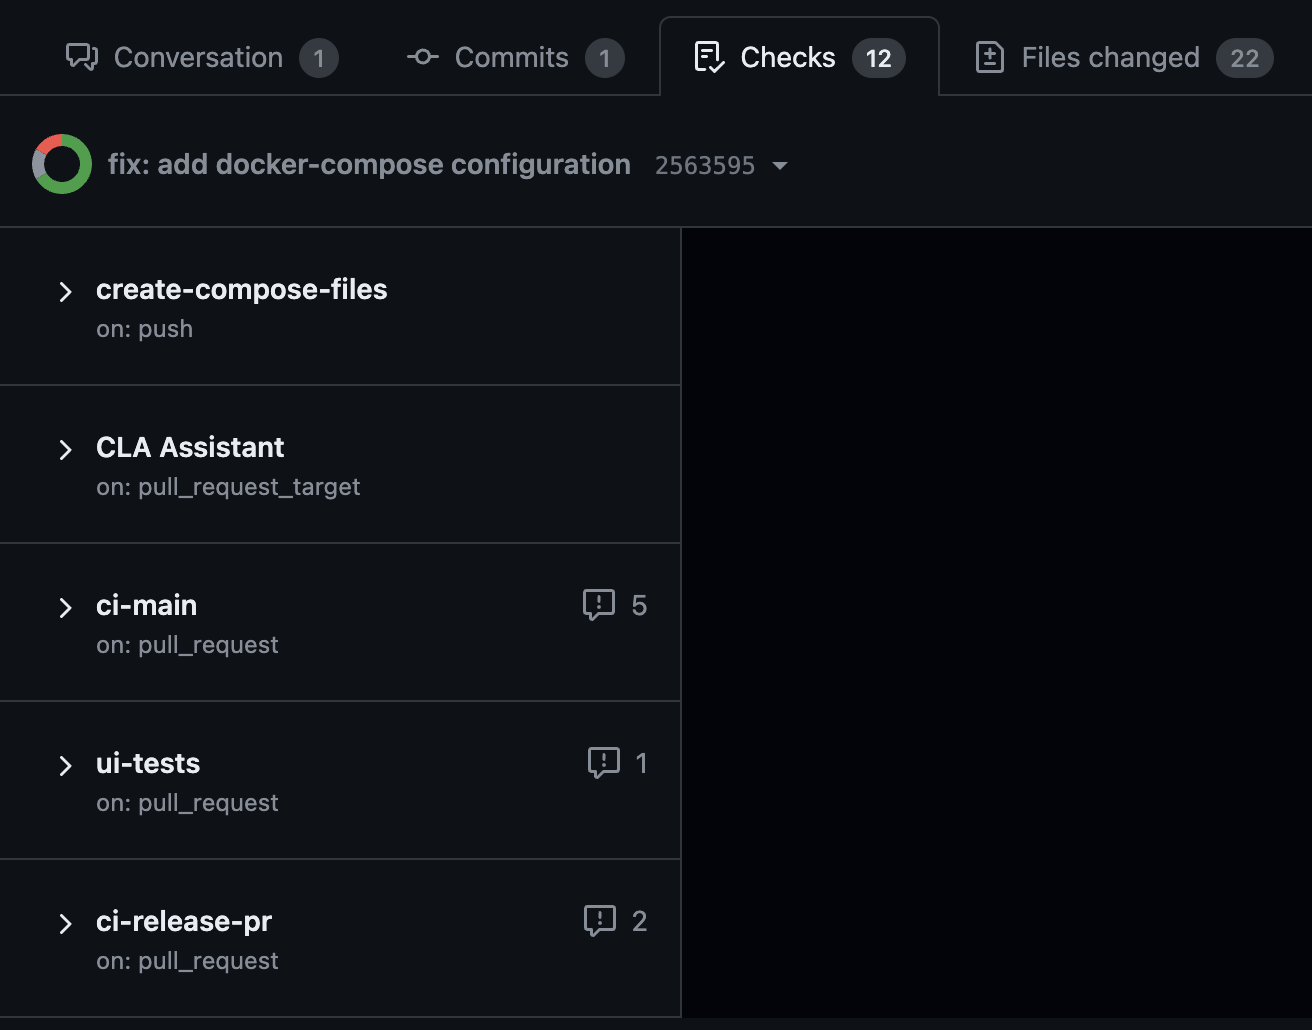 Conversation 1 Commits 1 Checks 12 Files changed 22
fix: add docker-compose configuration 2563595
create-compose-files
on: push
CLA Assistant
on: pull_request_target
ci-main 5
on: pull_request
ui-tests 1
on: pull_request
ci-release-pr 2
on: pull_request